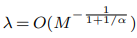 λ = O(M^{-\frac{1}{1+1/α}})